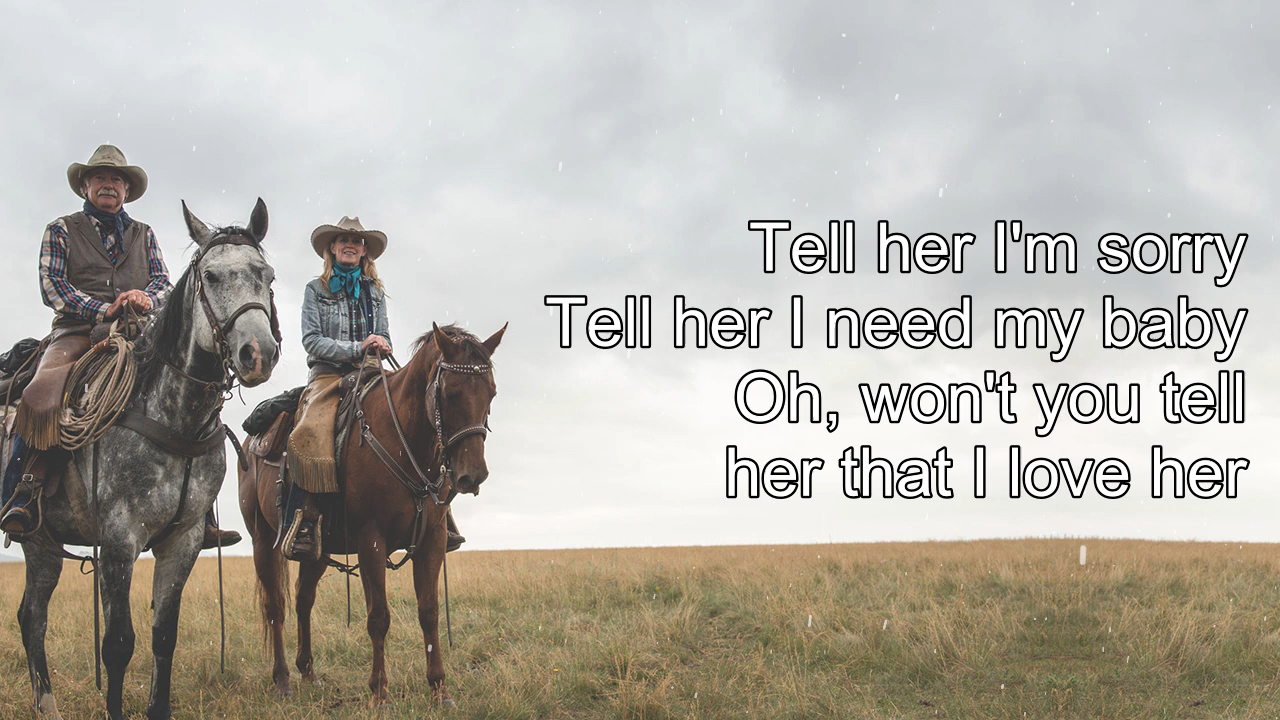 Tell her I'm sorry
Tell her I need my baby
Oh, won't you tell
her that I love her